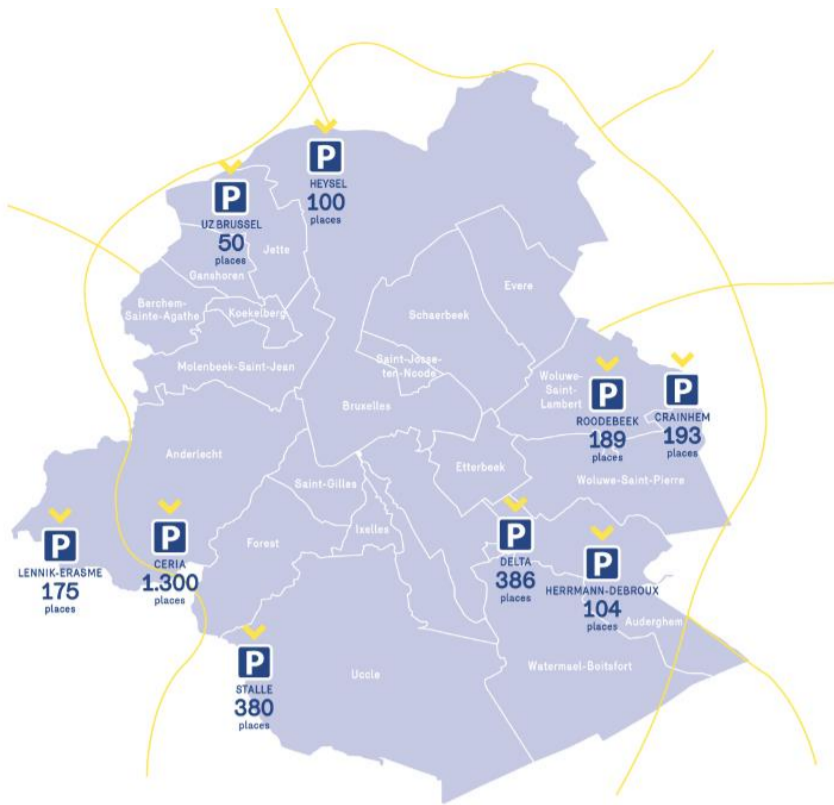 P
HEYSEL
100
places
P
UZ BRUSSEL
50
places
Jette
Ganshoren
Berchem-
Sainte-Agathe
Koekelberg
Molenbeek-Saint-Jean
Evere
Schaerbeek
Saint-Josse-
ten-Noode
Bruxelles
Woluwe-
Saint-
Lambert
P
ROODEBEEK
189
places
P
CRAINHEM
193
places
Anderlecht
Etterbeek
Woluwe-Saint-Pierre
Saint-Gilles
Ixelles
Forest
P
LENNIK-ERASME
175
places
P
CERIA
1.300
places
P
DELTA
386
places
P
HERRMANN-DEBROUX
104
places
Auderghem
Watermael-Boitsfort
P
STALLE
380
places
Uccle